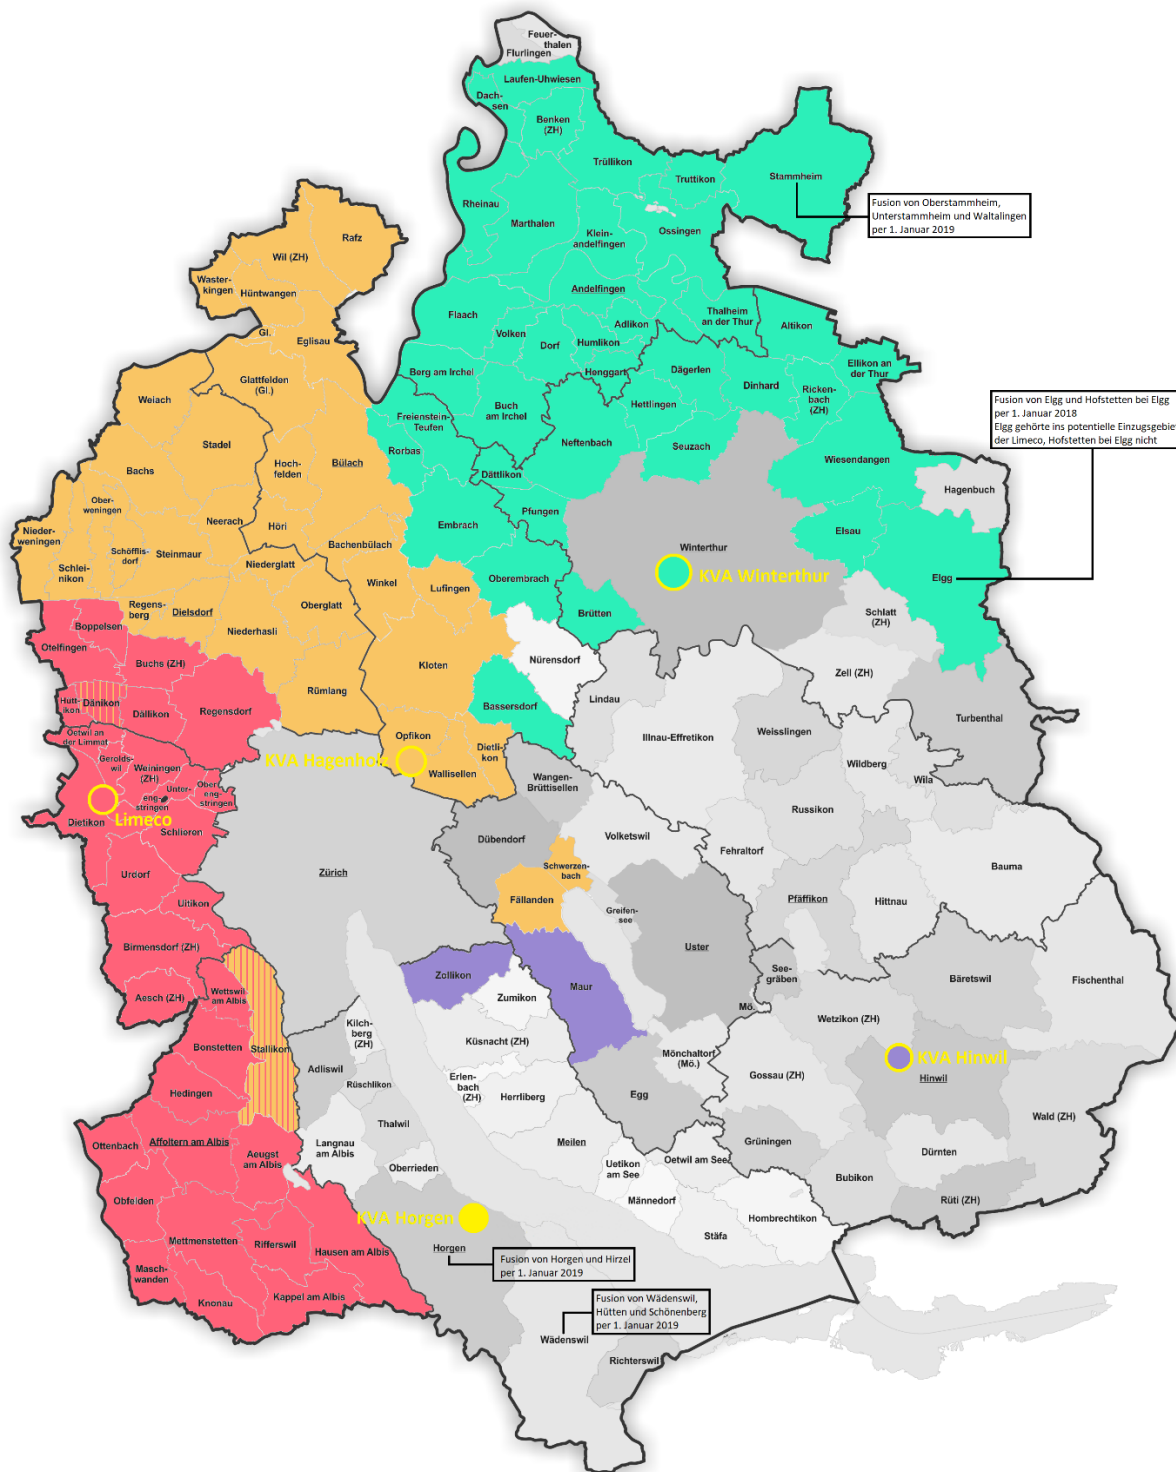 Feuer-
thalen
Flurlingen
Laufen-Uhwiesen
Dach-
sen
Benken
(ZH)
Trüllikon
Truttikon
Stammheim
Fusion von Oberstammheim,
Unterstammheim und Waltalingen
per 1. Januar 2019
Rheinau
Marthalen
Ossingen
Klein-
andelfingen
Rafz
Wil (ZH)
Waster-
kingen
Hüntwangen
Andelfingen
Gl.
Eglisau
Flaach
Volken
Dorf
Adlikon
Humlikon
Thalheim
an der Thur
Altikon
Ellikon an
der Thur
Glattfelden
(Gl.)
Berg am Irchel
Henggart
Dägerlen
Dinhard
Ricken-
bach
(ZH)
Weiach
Stadel
Freienstein-
Teufen
Buch
am Irchel
Hettlingen
Fusion von Elgg und Hofstetten bei Elgg
per 1. Januar 2018
Elgg gehörte ins potentielle Einzugsgebiet
der Limeco, Hofstetten bei Elgg nicht
Bachs
Hoch-
felden
Bülach
Rorbas
Neftenbach
Seuzach
Wiesendangen
Dättlikon
Hagenbuch
Ober-
weningen
Neerach
Höri
Embrach
Pfungen
Elsau
Nieder-
weningen
Schöfflis-
dorf
Steinmaur
Bachenbülach
Winterthur
Schlei-
nikon
Niederglatt
Winkel
Lufingen
Oberembrach
KVA Winterthur
Elgg
Regens-
berg
Dielsdorf
Oberglatt
Brütten
Schlatt
(ZH)
Boppelsen
Niederhasli
Otelfingen
Buchs (ZH)
Kloten
Nürensdorf
Zell (ZH)
Hütt-
ikon
Dänikon
Dällikon
Regensdorf
Rümlang
Bassersdorf
Lindau
Turbenthal
Oetwil an
der Limmat
Opfikon
Illnau-Effretikon
Weisslingen
Gerolds-
wil
Weiningen
(ZH)
KVA Hagenholz
Dietli-
kon
Wallisellen
Wangen-
Brüttisellen
Wildberg
Wila
Unter-
eng-
stringen
Ober-
eng-
stringen
Limeco
Dietikon
Schlieren
Russikon
Dübendorf
Volketswil
Fehraltorf
Bauma
Urdorf
Zürich
Schwerzen-
bach
Uitikon
Fällanden
Greifen-
see
Pfäffikon
Hittnau
Birmensdorf (ZH)
Uster
Zollikon
Maur
See-
gräben
Bäretswil
Fischenthal
Aesch (ZH)
Wettswil
am Albis
Zumikon
Mö.
Wetzikon (ZH)
Kilch-
berg
(ZH)
Bonstetten
Stallikon
Küsnacht (ZH)
Mönchaltorf
(Mö.)
KVA Hinwil
Adliswil
Rüschlikon
Erlen-
bach
(ZH)
Gossau (ZH)
Hinwil
Hedingen
Herrliberg
Egg
Wald (ZH)
Ottenbach
Affoltern am Albis
Thalwil
Langnau
am Albis
Meilen
Grüningen
Aeugst
am Albis
Oberrieden
Uetikon
am See
Oetwil am See
Dürnten
Bubikon
Obfelden
Männedorf
Rüti (ZH)
KVA Horgen
Hombrechtikon
Mettmenstetten
Rifferswil
Hausen am Albis
Horgen
Stäfa
Fusion von Horgen und Hirzel
per 1. Januar 2019
Masch-
wanden
Knonau
Kappel am Albis
Fusion von Wädenswil,
Hütten und Schönenberg
per 1. Januar 2019
Wädenswil
Richterswil